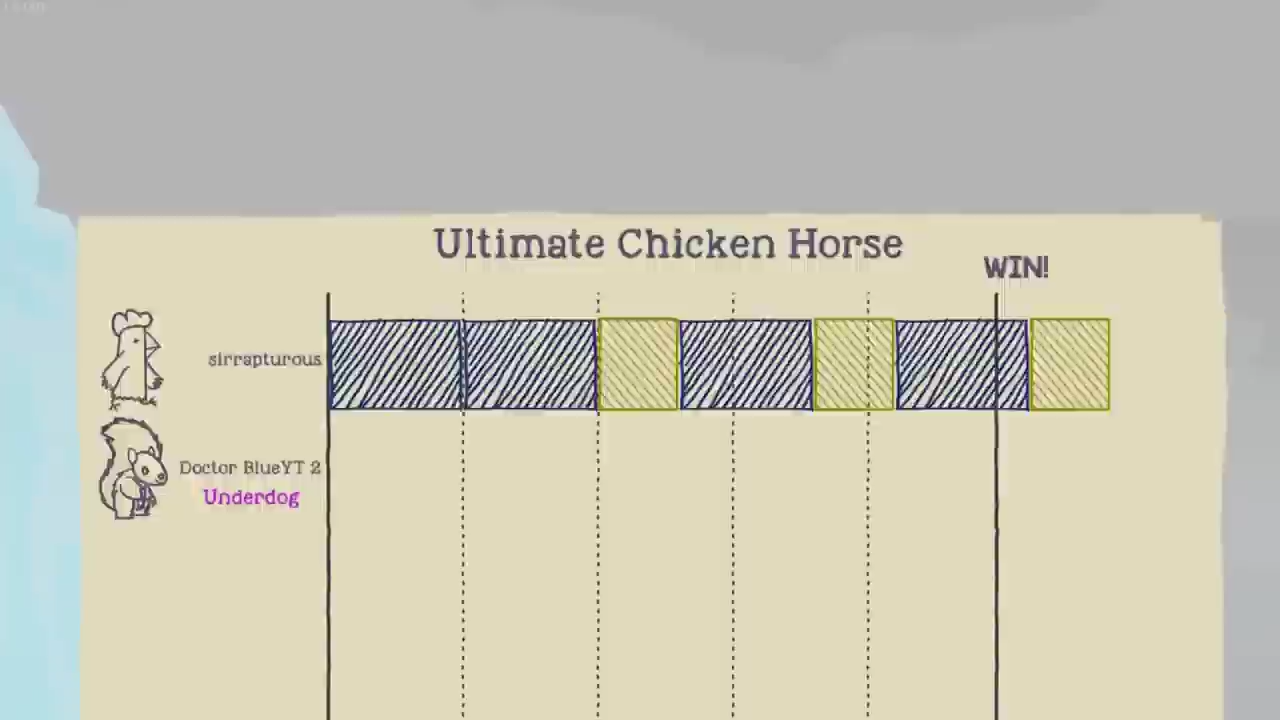 Ultimate Chicken Horse
WIN!
sirrapturous
Doctor BlueYT 2
Underdog